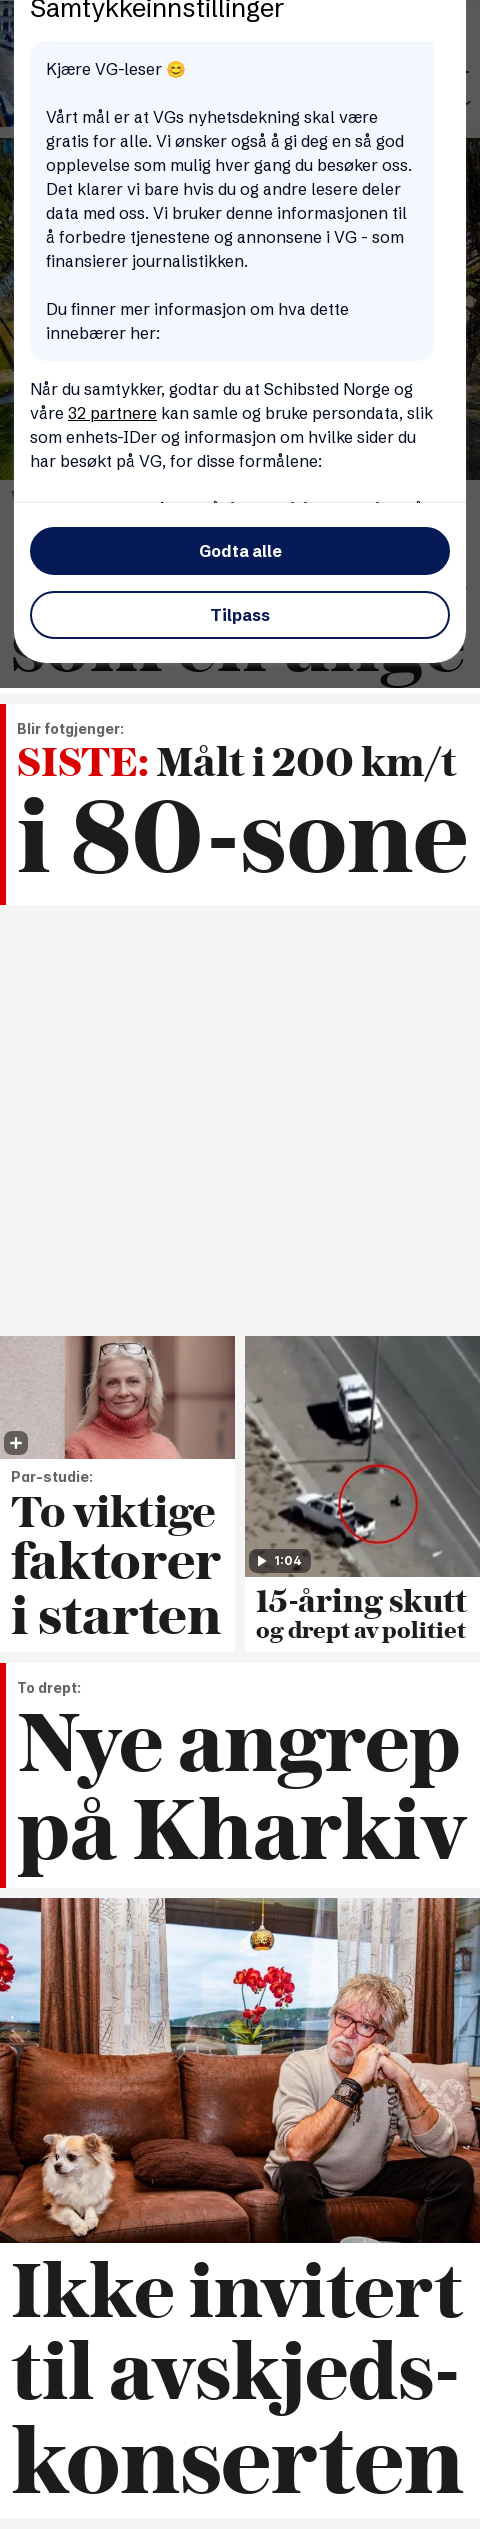 Samtykkeinnstillinger
Kjære VG-leser 😊
Vårt mål er at VGs nyhetsdekning skal være
gratis for alle. Vi ønsker også å gi deg en så god
opplevelse som mulig hver gang du besøker oss.
Det klarer vi bare hvis du og andre lesere deler
data med oss. Vi bruker denne informasjonen til
å forbedre tjenestene og annonsene i VG - som
finansierer journalistikken.
Du finner mer informasjon om hva dette
innebærer her:
Når du samtykker, godtar du at Schibsted Norge og
våre 32 partnere kan samle og bruke persondata, slik
som enhets-IDer og informasjon om hvilke sider du
har besøkt på VG, for disse formålene:
Godta alle
Tilpass
som en unge
Blir fotgjenger:
SISTE: Målt i 200 km/t
i 80-sone
Par-studie:
To viktige
faktorer
i starten
1:04
15-åring skutt
og drept av politiet
To drept:
Nye angrep
på Kharkiv
Ikke invitert
til avskjeds-
konserten